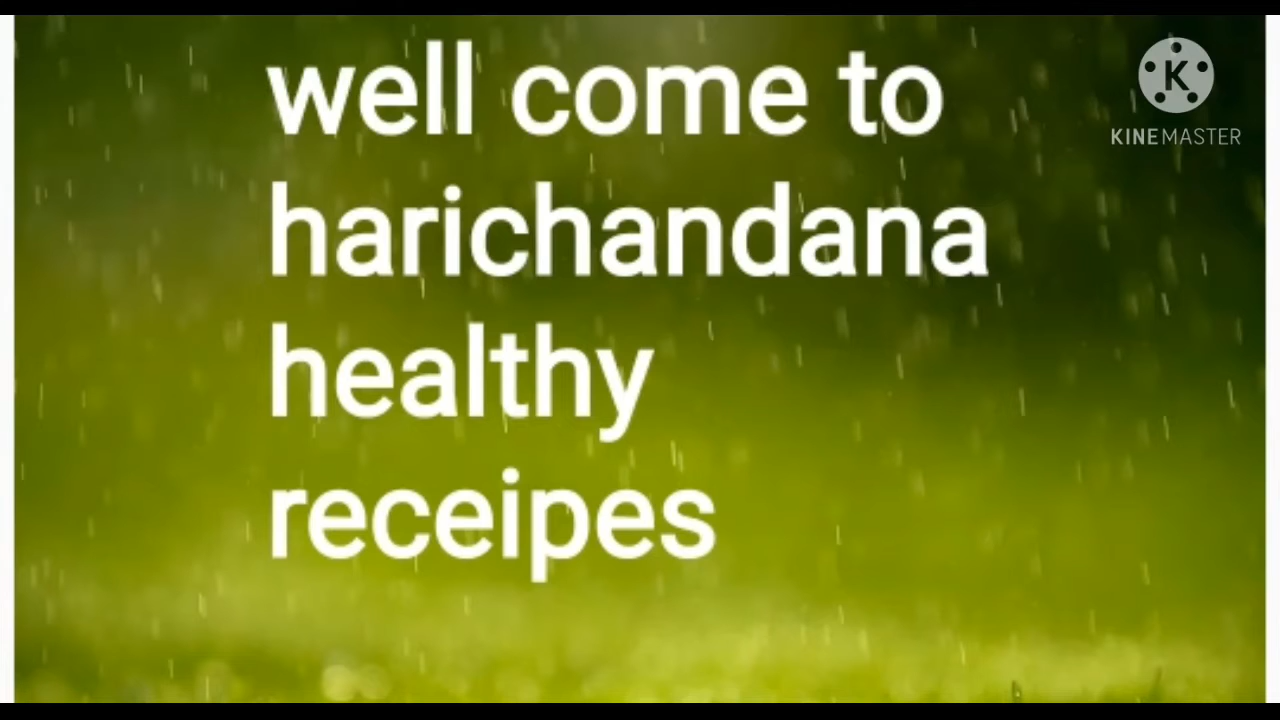 well come to
harichandana
healthy
receipes
K
KINEMASTER